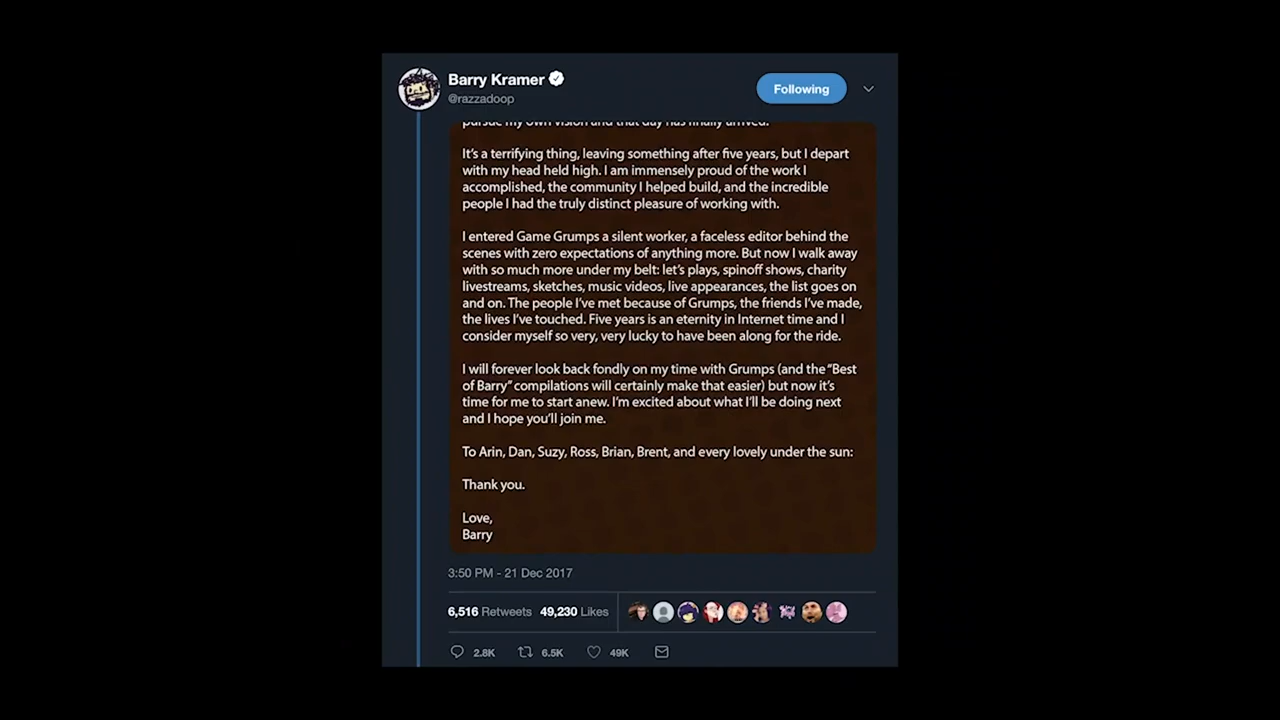 Barry Kramer
@razzadoop
Following
pursue my own vision and that day has finally arrived.
It's a terrifying thing, leaving something after five years, but I depart
with my head held high. I am immensely proud of the work I
accomplished, the community I helped build, and the incredible
people I had the truly distinct pleasure of working with.
I entered Game Grumps a silent worker, a faceless editor behind the
scenes with zero expectations of anything more. But now I walk away
with so much more under my belt: let's plays, spinoff shows, charity
livestreams, sketches, music videos, live appearances, the list goes on
and on. The people I've met because of Grumps, the friends I've made,
the lives I've touched. Five years is an eternity in Internet time and I
consider myself so very, very lucky to have been along for the ride.
I will forever look back fondly on my time with Grumps (and the "Best
of Barry" compilations will certainly make that easier) but now it's
time for me to start anew. I'm excited about what I'll be doing next
and I hope you'll join me.
To Arin, Dan, Suzy, Ross, Brian, Brent, and every lovely under the sun:
Thank you.
Love,
Barry
3:50 PM - 21 Dec 2017
6,516 Retweets 49,230 Likes
2.8K 6.5K 49K